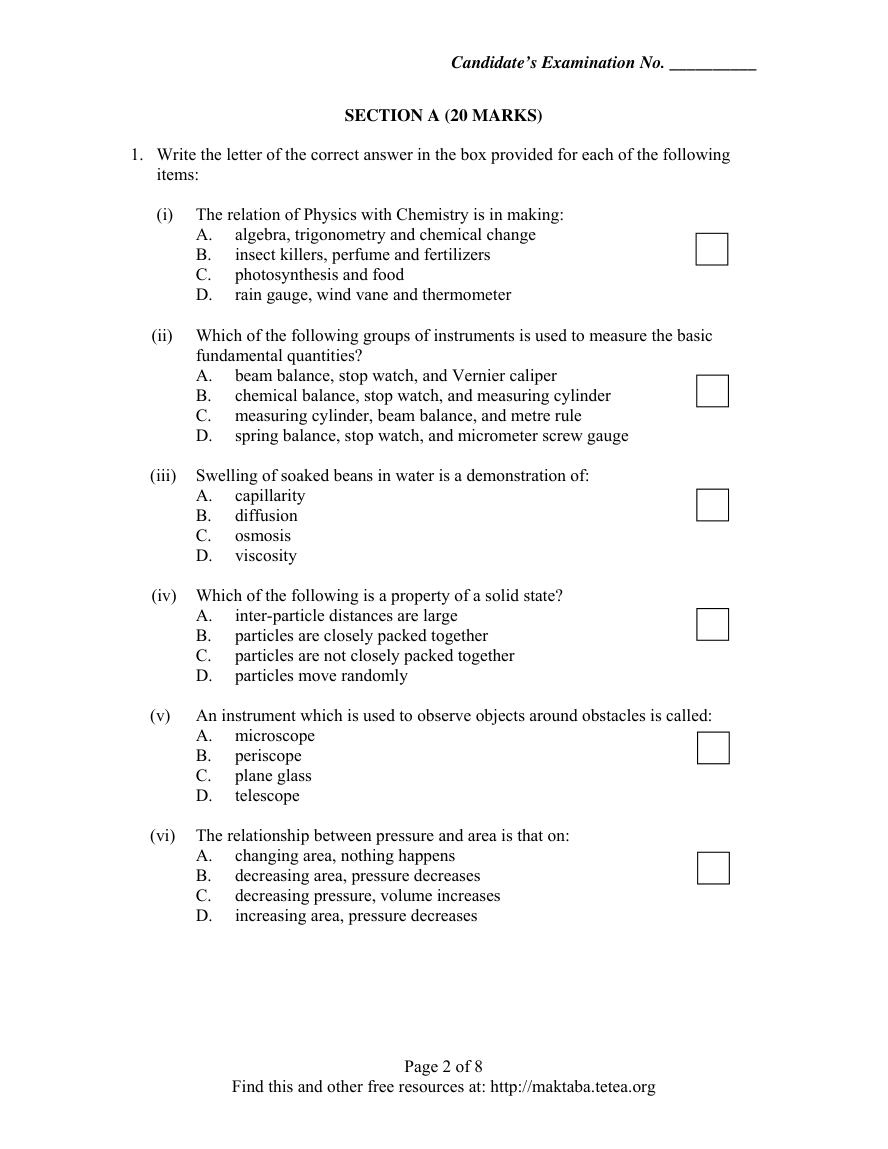 Candidate's Examination No. __________
SECTION A (20 MARKS)
1. Write the letter of the correct answer in the box provided for each of the following
items:
(i) The relation of Physics with Chemistry is in making:
A. algebra, trigonometry and chemical change
B. insect killers, perfume and fertilizers
C. photosynthesis and food
D. rain gauge, wind vane and thermometer
(ii) Which of the following groups of instruments is used to measure the basic
fundamental quantities?
A. beam balance, stop watch, and Vernier caliper
B. chemical balance, stop watch, and measuring cylinder
C. measuring cylinder, beam balance, and metre rule
D. spring balance, stop watch, and micrometer screw gauge
(iii) Swelling of soaked beans in water is a demonstration of:
A. capillarity
B. diffusion
C. osmosis
D. viscosity
(iv) Which of the following is a property of a solid state?
A. inter-particle distances are large
B. particles are closely packed together
C. particles are not closely packed together
D. particles move randomly
(v) An instrument which is used to observe objects around obstacles is called:
A. microscope
B. periscope
C. plane glass
D. telescope
(vi) The relationship between pressure and area is that on:
A. changing area, nothing happens
B. decreasing area, pressure decreases
C. decreasing pressure, volume increases
D. increasing area, pressure decreases
Page 2 of 8
Find this and other free resources at: http://maktaba.tetea.org